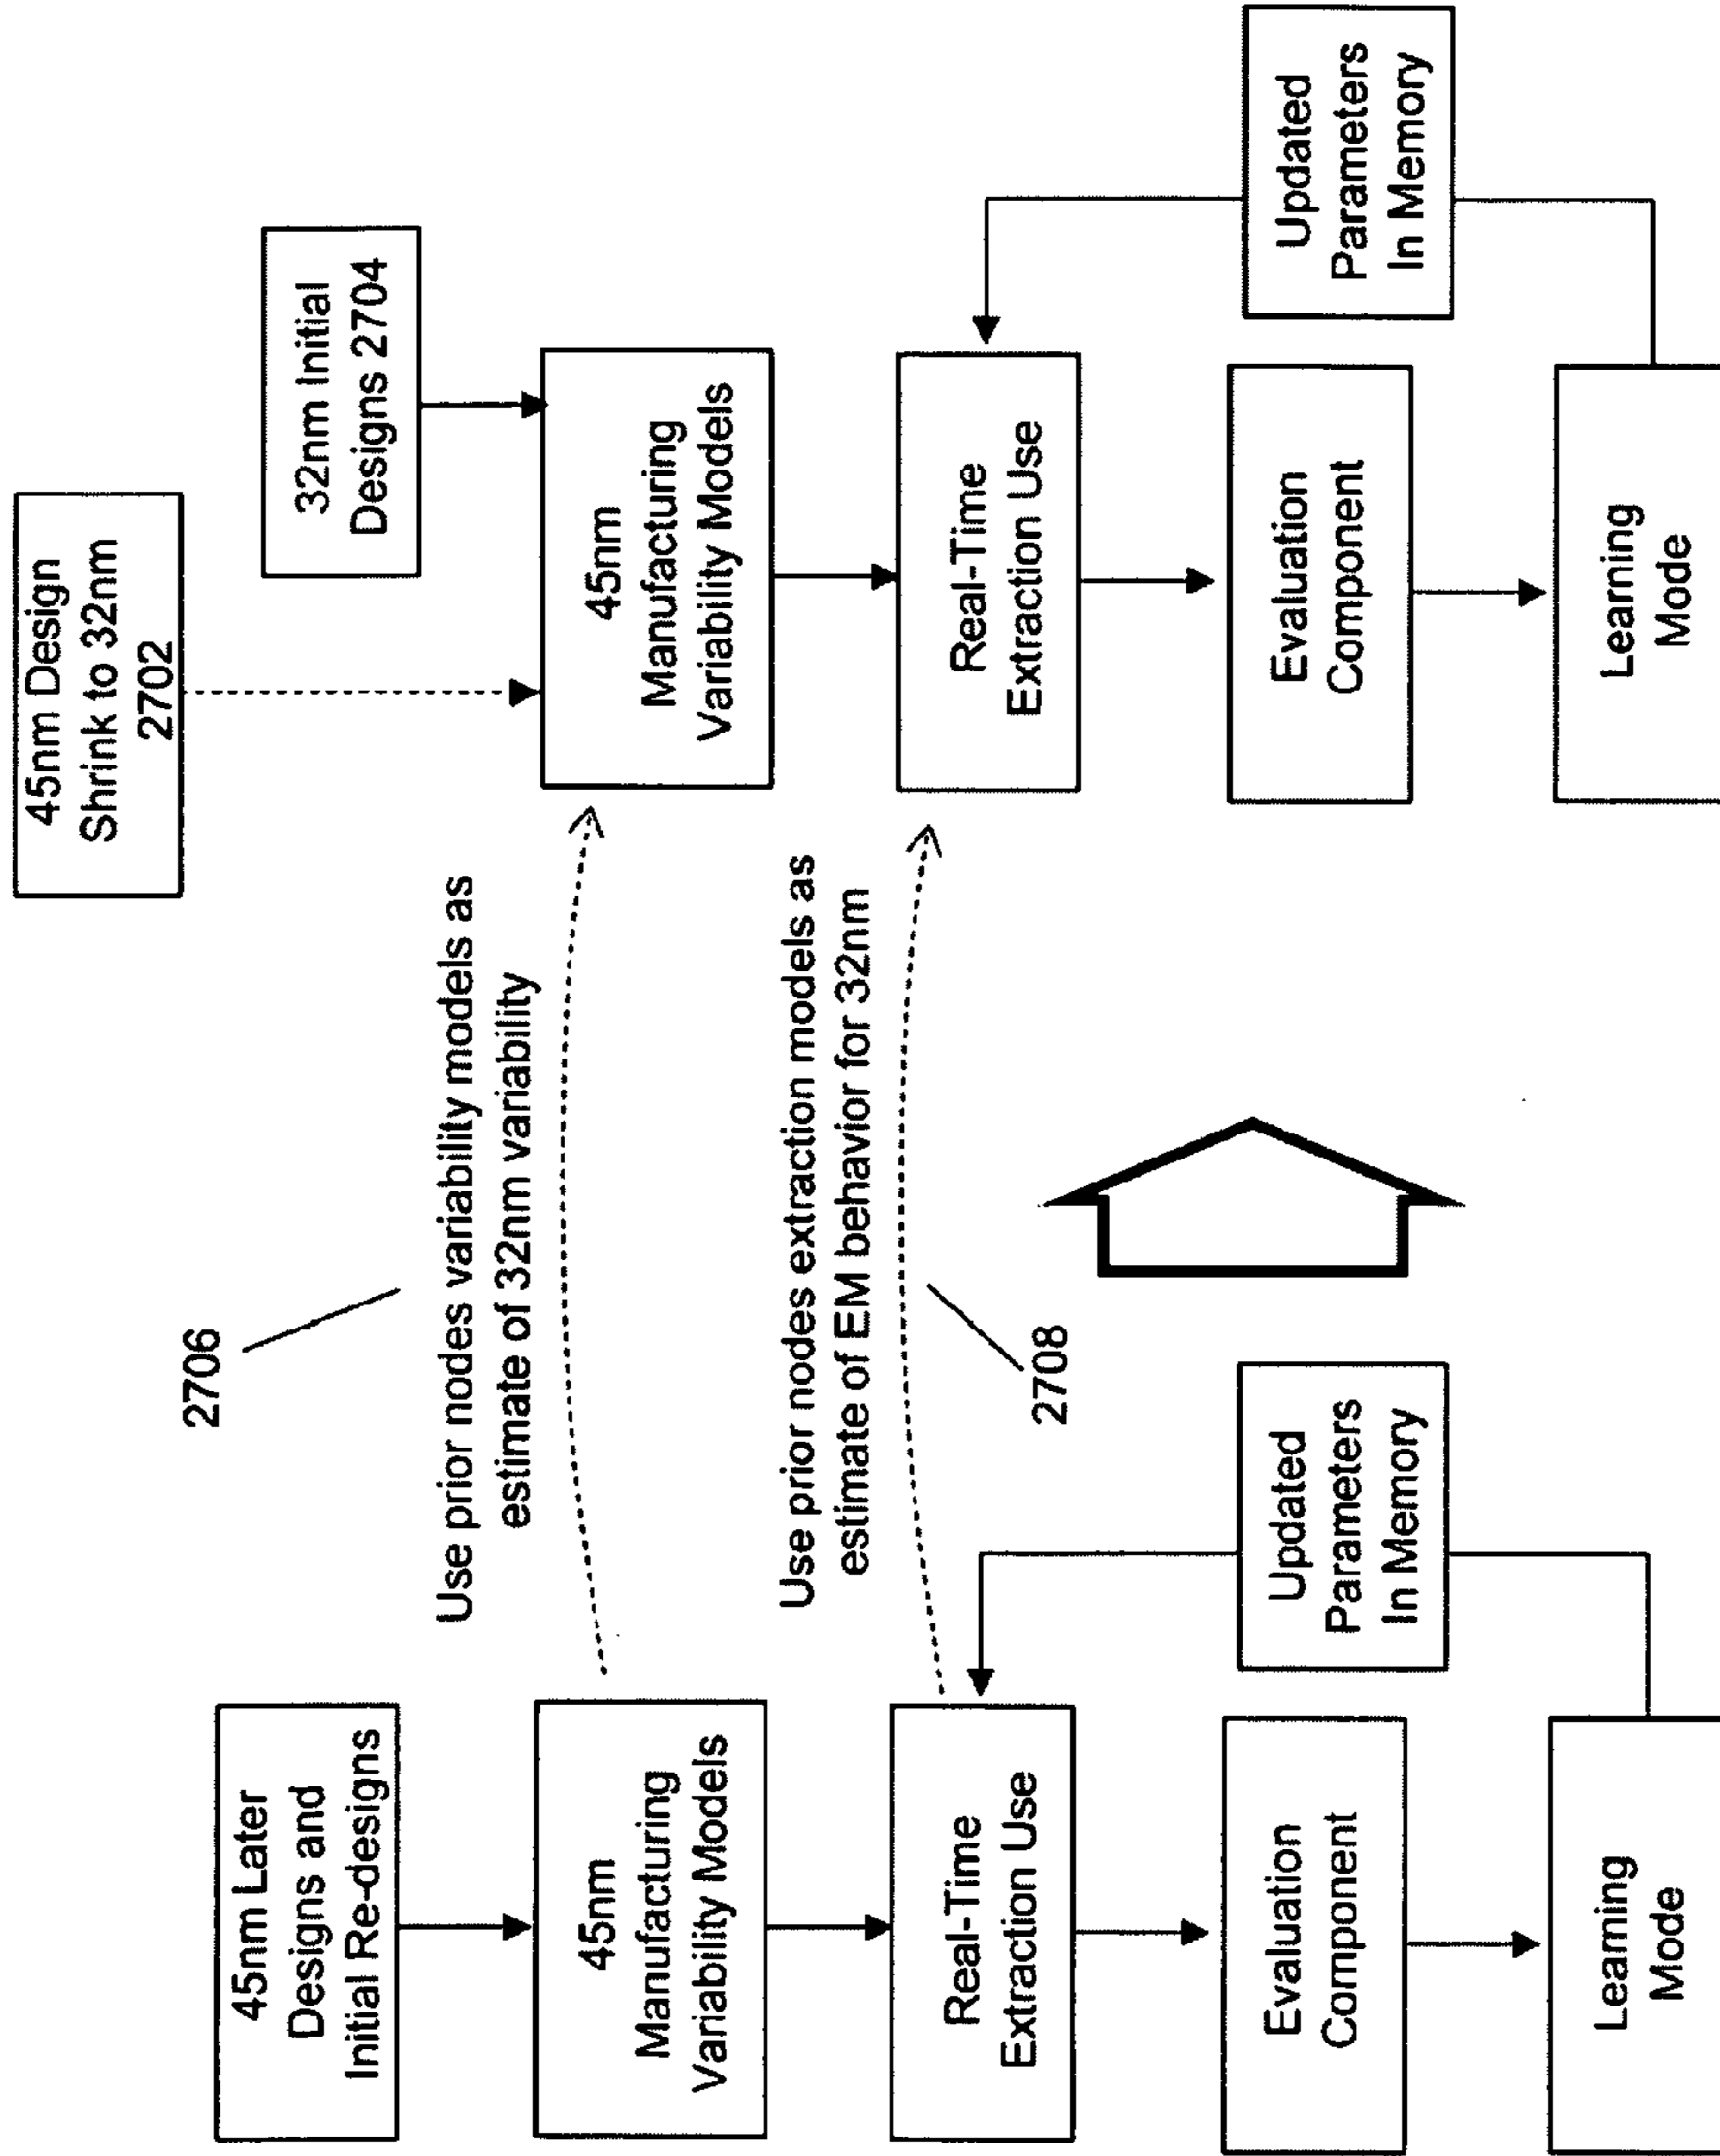 45nm Later
Designs and
Initial Re-designs
45nm
Manufacturing
Variability Models
Real-Time
Extraction Use
Evaluation
Component
Learning
Mode
Updated
Parameters
In Memory
2706
Use prior nodes variability models as
estimate of 32nm variability
Use prior nodes extraction models as
estimate of EM behavior for 32nm
2708
45nm Design
Shrink to 32nm
2702
32nm Initial
Designs 2704
45nm
Manufacturing
Variability Models
Real-Time
Extraction Use
Evaluation
Component
Learning
Mode
Updated
Parameters
In Memory